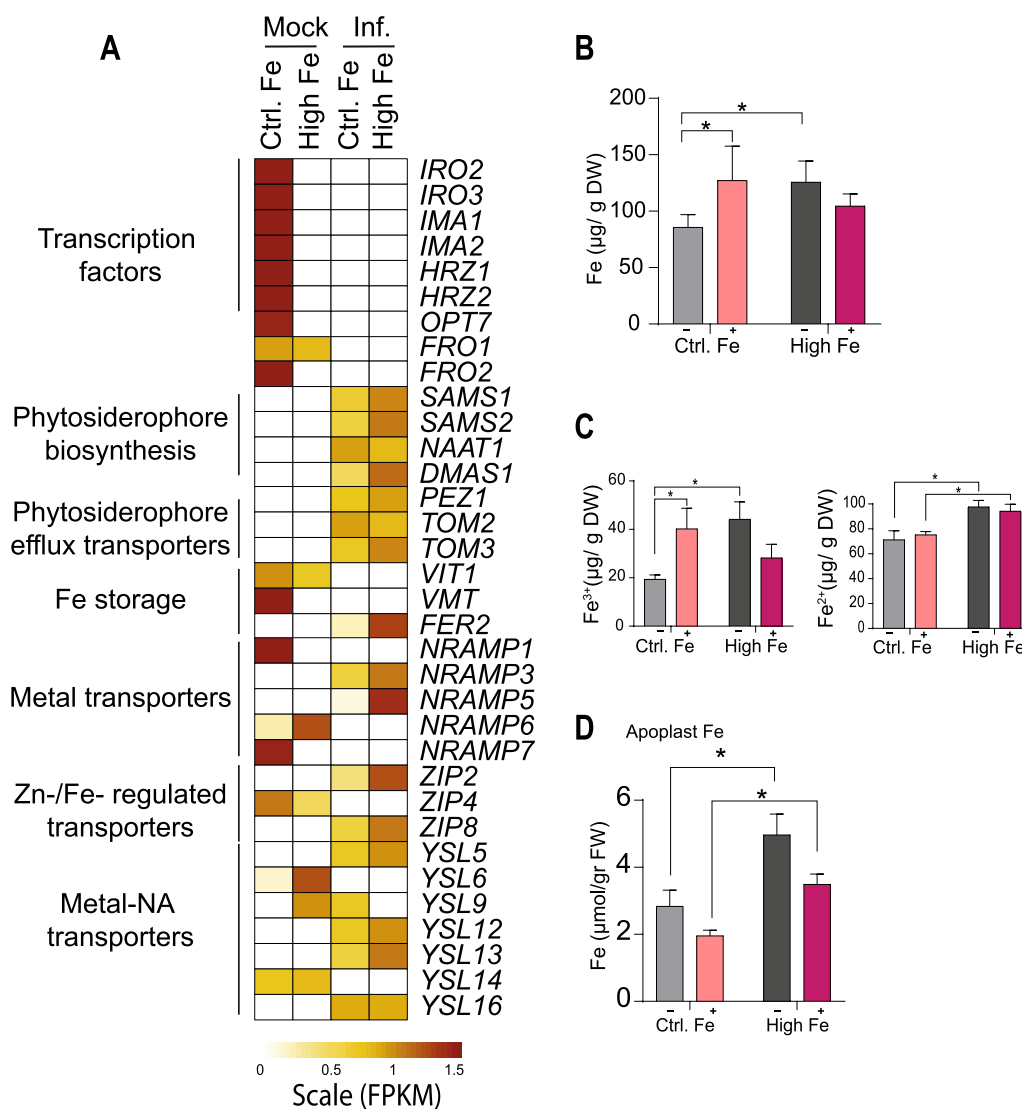 A
Mock Inf.
Ctrl. Fe
High Fe
Ctrl. Fe
High Fe
Transcription
factors
IRO2
IRO3
IMA1
IMA2
HRZ1
HRZ2
OPT7
FRO1
FRO2
Phytosiderophore
biosynthesis
SAMS1
SAMS2
NAAT1
DMAS1
Phytosiderophore
efflux transporters
PEZ1
TOM2
TOM3
Fe storage
VIT1
VMT
FER2
Metal transporters
NRAMP1
NRAMP3
NRAMP5
NRAMP6
NRAMP7
Zn-/Fe- regulated
transporters
ZIP2
ZIP4
ZIP8
Metal-NA
transporters
YSL5
YSL6
YSL9
YSL12
YSL13
YSL14
YSL16
0 0.5 1 1.5
Scale (FPKM)
B
Fe (µg/ g DW)
200
150
100
50
0
* *
− + − +
Ctrl. Fe High Fe
C
Fe3+(µg/ g DW)
60
40
20
0
* *
− + − +
Ctrl. Fe High Fe
Fe2+(µg/ g DW)
100
80
60
40
20
0
* *
− + − +
Ctrl. Fe High Fe
D
Apoplast Fe
Fe (µmol/gr FW)
6
4
2
0
* *
− + − +
Ctrl. Fe High Fe